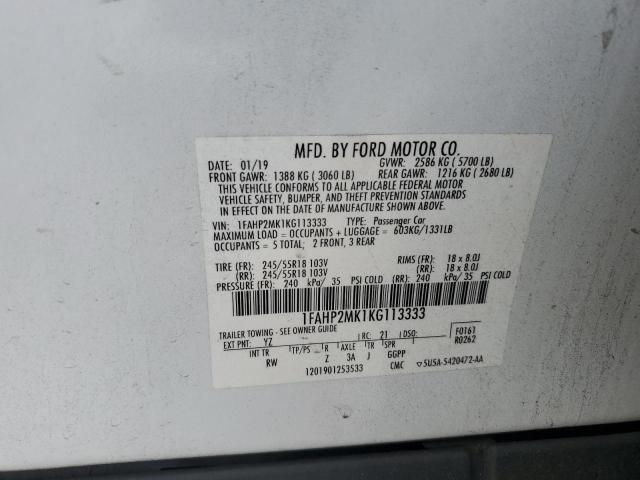 MFD. BY FORD MOTOR CO.
DATE: 01/19 GVWR: 2586 KG ( 5700 LB)
FRONT GAWR: 1388 KG ( 3060 LB) REAR GAWR: 1216 KG ( 2680 LB)
THIS VEHICLE CONFORMS TO ALL APPLICABLE FEDERAL MOTOR
VEHICLE SAFETY, BUMPER, AND THEFT PREVENTION STANDARDS
IN EFFECT ON THE DATE OF MANUFACTURE SHOWN ABOVE.
VIN: 1FAHP2MK1KG113333 TYPE: Passenger Car
MAXIMUM LOAD = OCCUPANTS + LUGGAGE = 603KG/1331LB
OCCUPANTS = 5 TOTAL; 2 FRONT, 3 REAR
TIRE (FR): 245/55R18 103V RIMS (FR): 18 x 8.0J
(RR): 245/55R18 103V (RR): 18 x 8.0J
PRESSURE (FR): 240 kPa/ 35 PSI COLD (RR): 240 kPa/ 35 PSI COLD
1FAHP2MK1KG113333
TRAILER TOWING - SEE OWNER GUIDE
EXT PNT: YZ RC: 21 DSO: F0161
INT TR TP/PS R AXLE TR SPR R0262
RW Z 3A J GGPP
1201901253533 CMC 5USA-5420472-AA